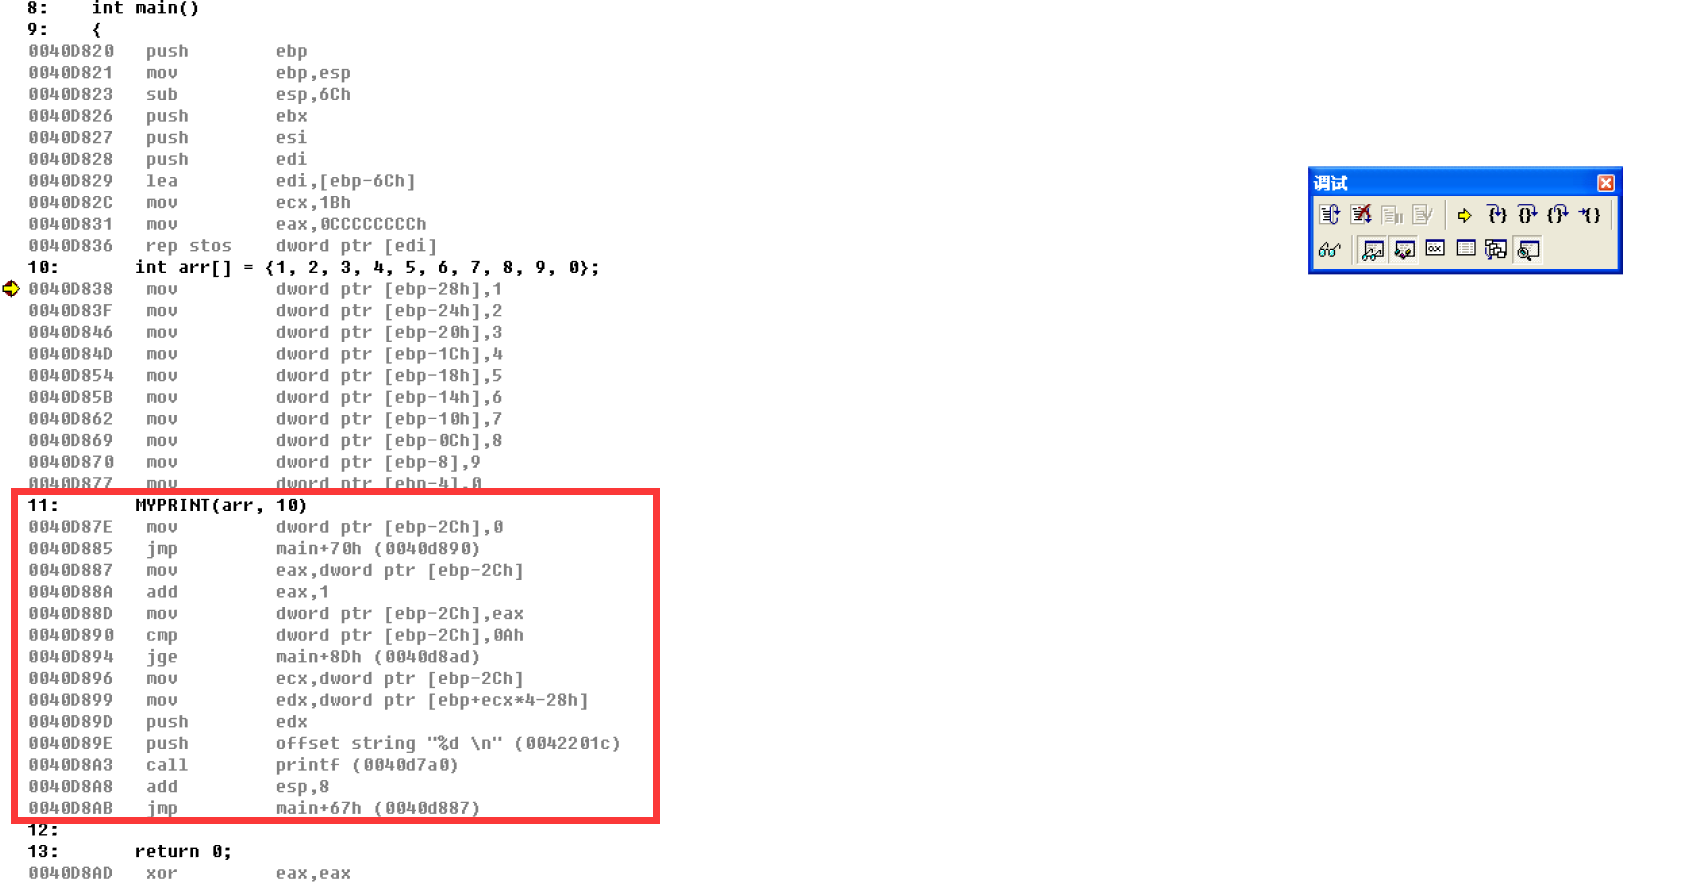 8:    int main()
9:    {
0040D820   push        ebp
0040D821   mov         ebp,esp
0040D823   sub         esp,6Ch
0040D826   push        ebx
0040D827   push        esi
0040D828   push        edi
0040D829   lea         edi,[ebp-6Ch]
0040D82C   mov         ecx,1Bh
0040D831   mov         eax,0CCCCCCCCh
0040D836   rep stos    dword ptr [edi]
10:       int arr[] = {1, 2, 3, 4, 5, 6, 7, 8, 9, 0};
0040D838   mov         dword ptr [ebp-28h],1
0040D83F   mov         dword ptr [ebp-24h],2
0040D846   mov         dword ptr [ebp-20h],3
0040D84D   mov         dword ptr [ebp-1Ch],4
0040D854   mov         dword ptr [ebp-18h],5
0040D85B   mov         dword ptr [ebp-14h],6
0040D862   mov         dword ptr [ebp-10h],7
0040D869   mov         dword ptr [ebp-0Ch],8
0040D870   mov         dword ptr [ebp-8],9
0040D877   mov         dword ptr [ebp-4],0
11:       MYPRINT(arr, 10)
0040D87E   mov         dword ptr [ebp-2Ch],0
0040D885   jmp         main+70h (0040d890)
0040D887   mov         eax,dword ptr [ebp-2Ch]
0040D88A   add         eax,1
0040D88D   mov         dword ptr [ebp-2Ch],eax
0040D890   cmp         dword ptr [ebp-2Ch],0Ah
0040D894   jge         main+8Dh (0040d8ad)
0040D896   mov         ecx,dword ptr [ebp-2Ch]
0040D899   mov         edx,dword ptr [ebp+ecx*4-28h]
0040D89D   push        edx
0040D89E   push        offset string "%d \n" (0042201c)
0040D8A3   call        printf (0040d7a0)
0040D8A8   add         esp,8
0040D8AB   jmp         main+67h (0040d887)
12:
13:       return 0;
0040D8AD   xor         eax,eax
调试